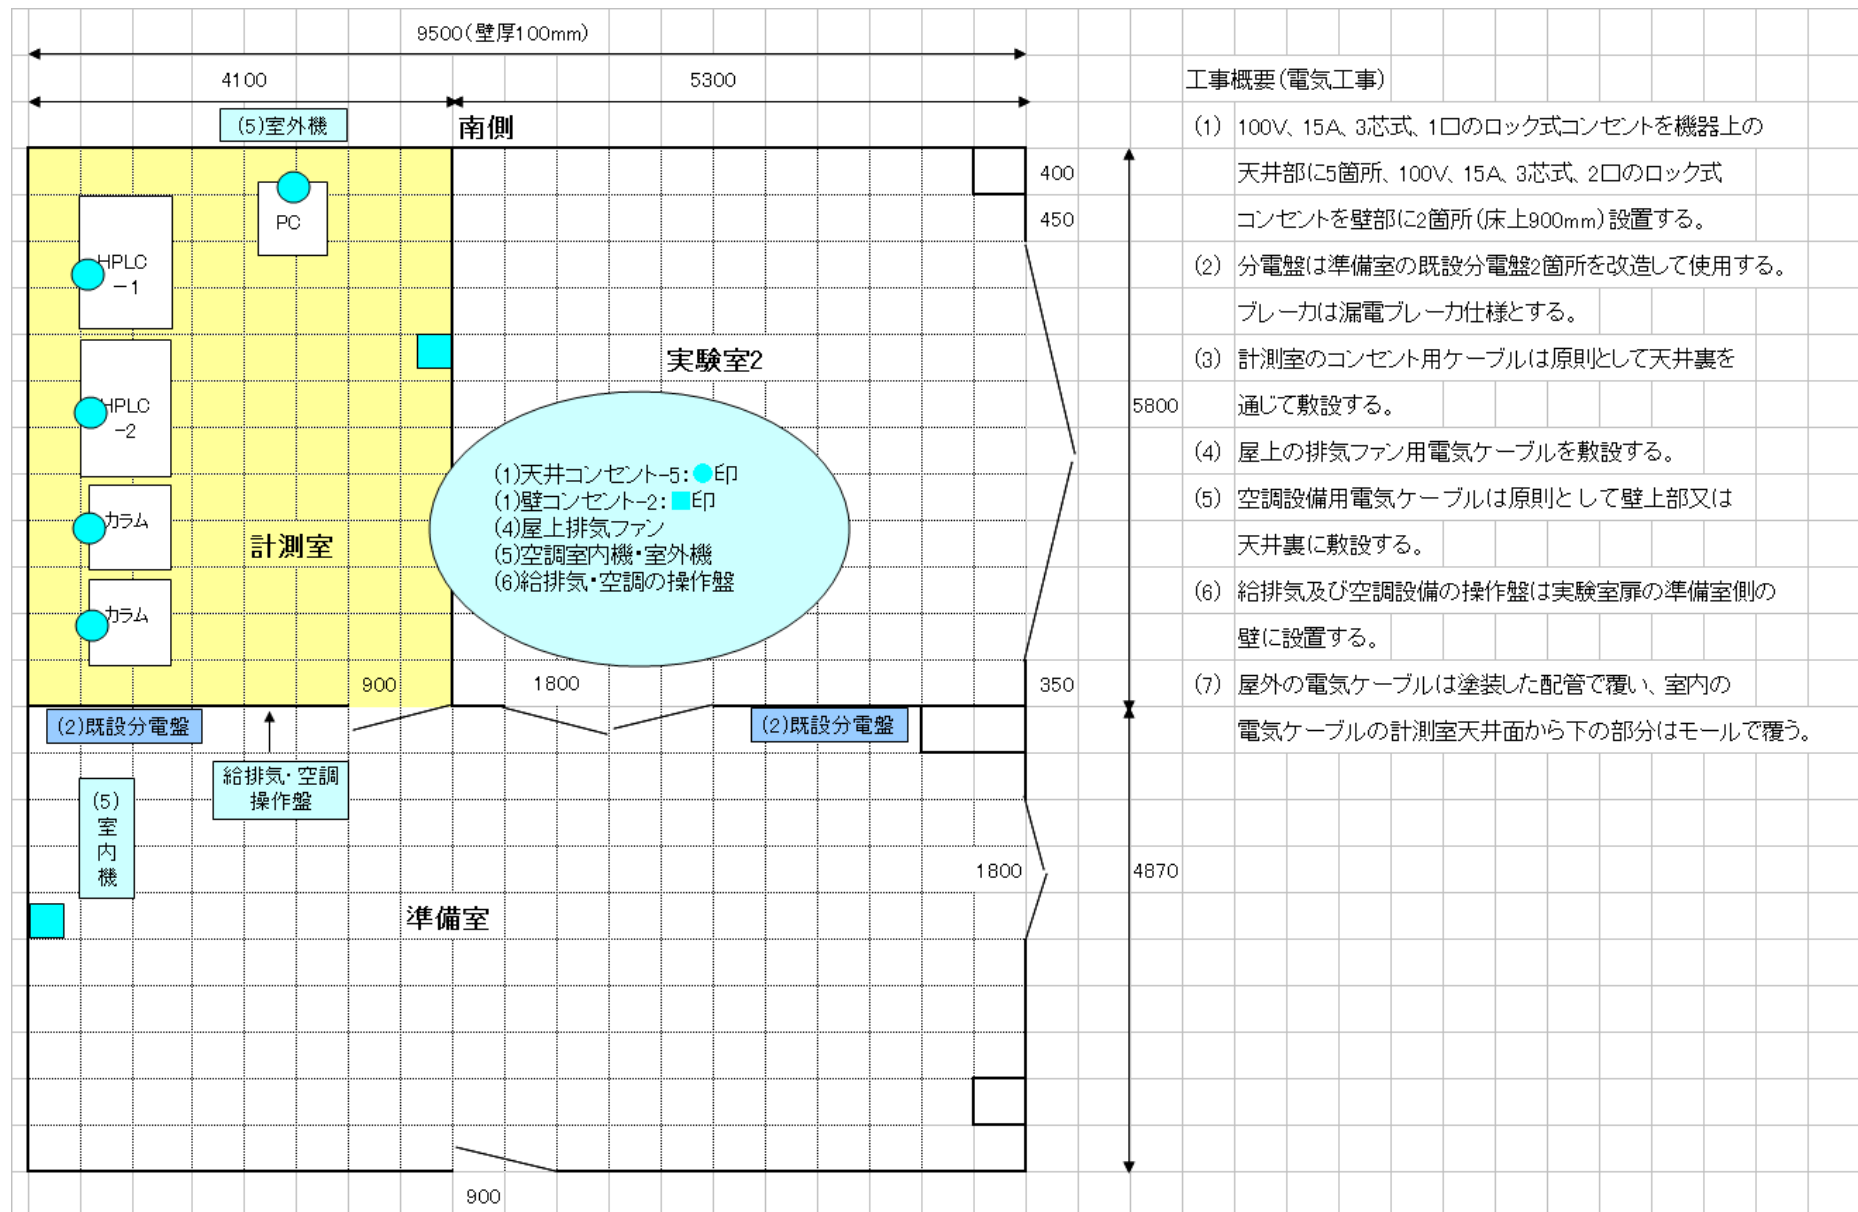 9500(壁厚100mm)
4100
5300
(5)室外機
南側
400
450
PC
HPLC
-1
HPLC
-2
カラム
カラム
計測室
900
実験室2
(1)天井コンセント-5:●印
(1)壁コンセント-2:■印
(4)屋上排気ファン
(5)空調室内機・室外機
(6)給排気・空調の操作盤
1800
350
5800
(2)既設分電盤
(2)既設分電盤
給排気・空調
操作盤
(5)
室
内
機
準備室
1800
4870
900
工事概要(電気工事)
(1) 100V、15A、3芯式、1口のロック式コンセントを機器上の
天井部に5箇所、100V、15A、3芯式、2口のロック式
コンセントを壁部に2箇所(床上900mm)設置する。
(2) 分電盤は準備室の既設分電盤2箇所を改造して使用する。
ブレーカは漏電ブレーカ仕様とする。
(3) 計測室のコンセント用ケーブルは原則として天井裏を
通じて敷設する。
(4) 屋上の排気ファン用電気ケーブルを敷設する。
(5) 空調設備用電気ケーブルは原則として壁上部又は
天井裏に敷設する。
(6) 給排気及び空調設備の操作盤は実験室扉の準備室側の
壁に設置する。
(7) 屋外の電気ケーブルは塗装した配管で覆い、室内の
電気ケーブルの計測室天井面から下の部分はモールで覆う。